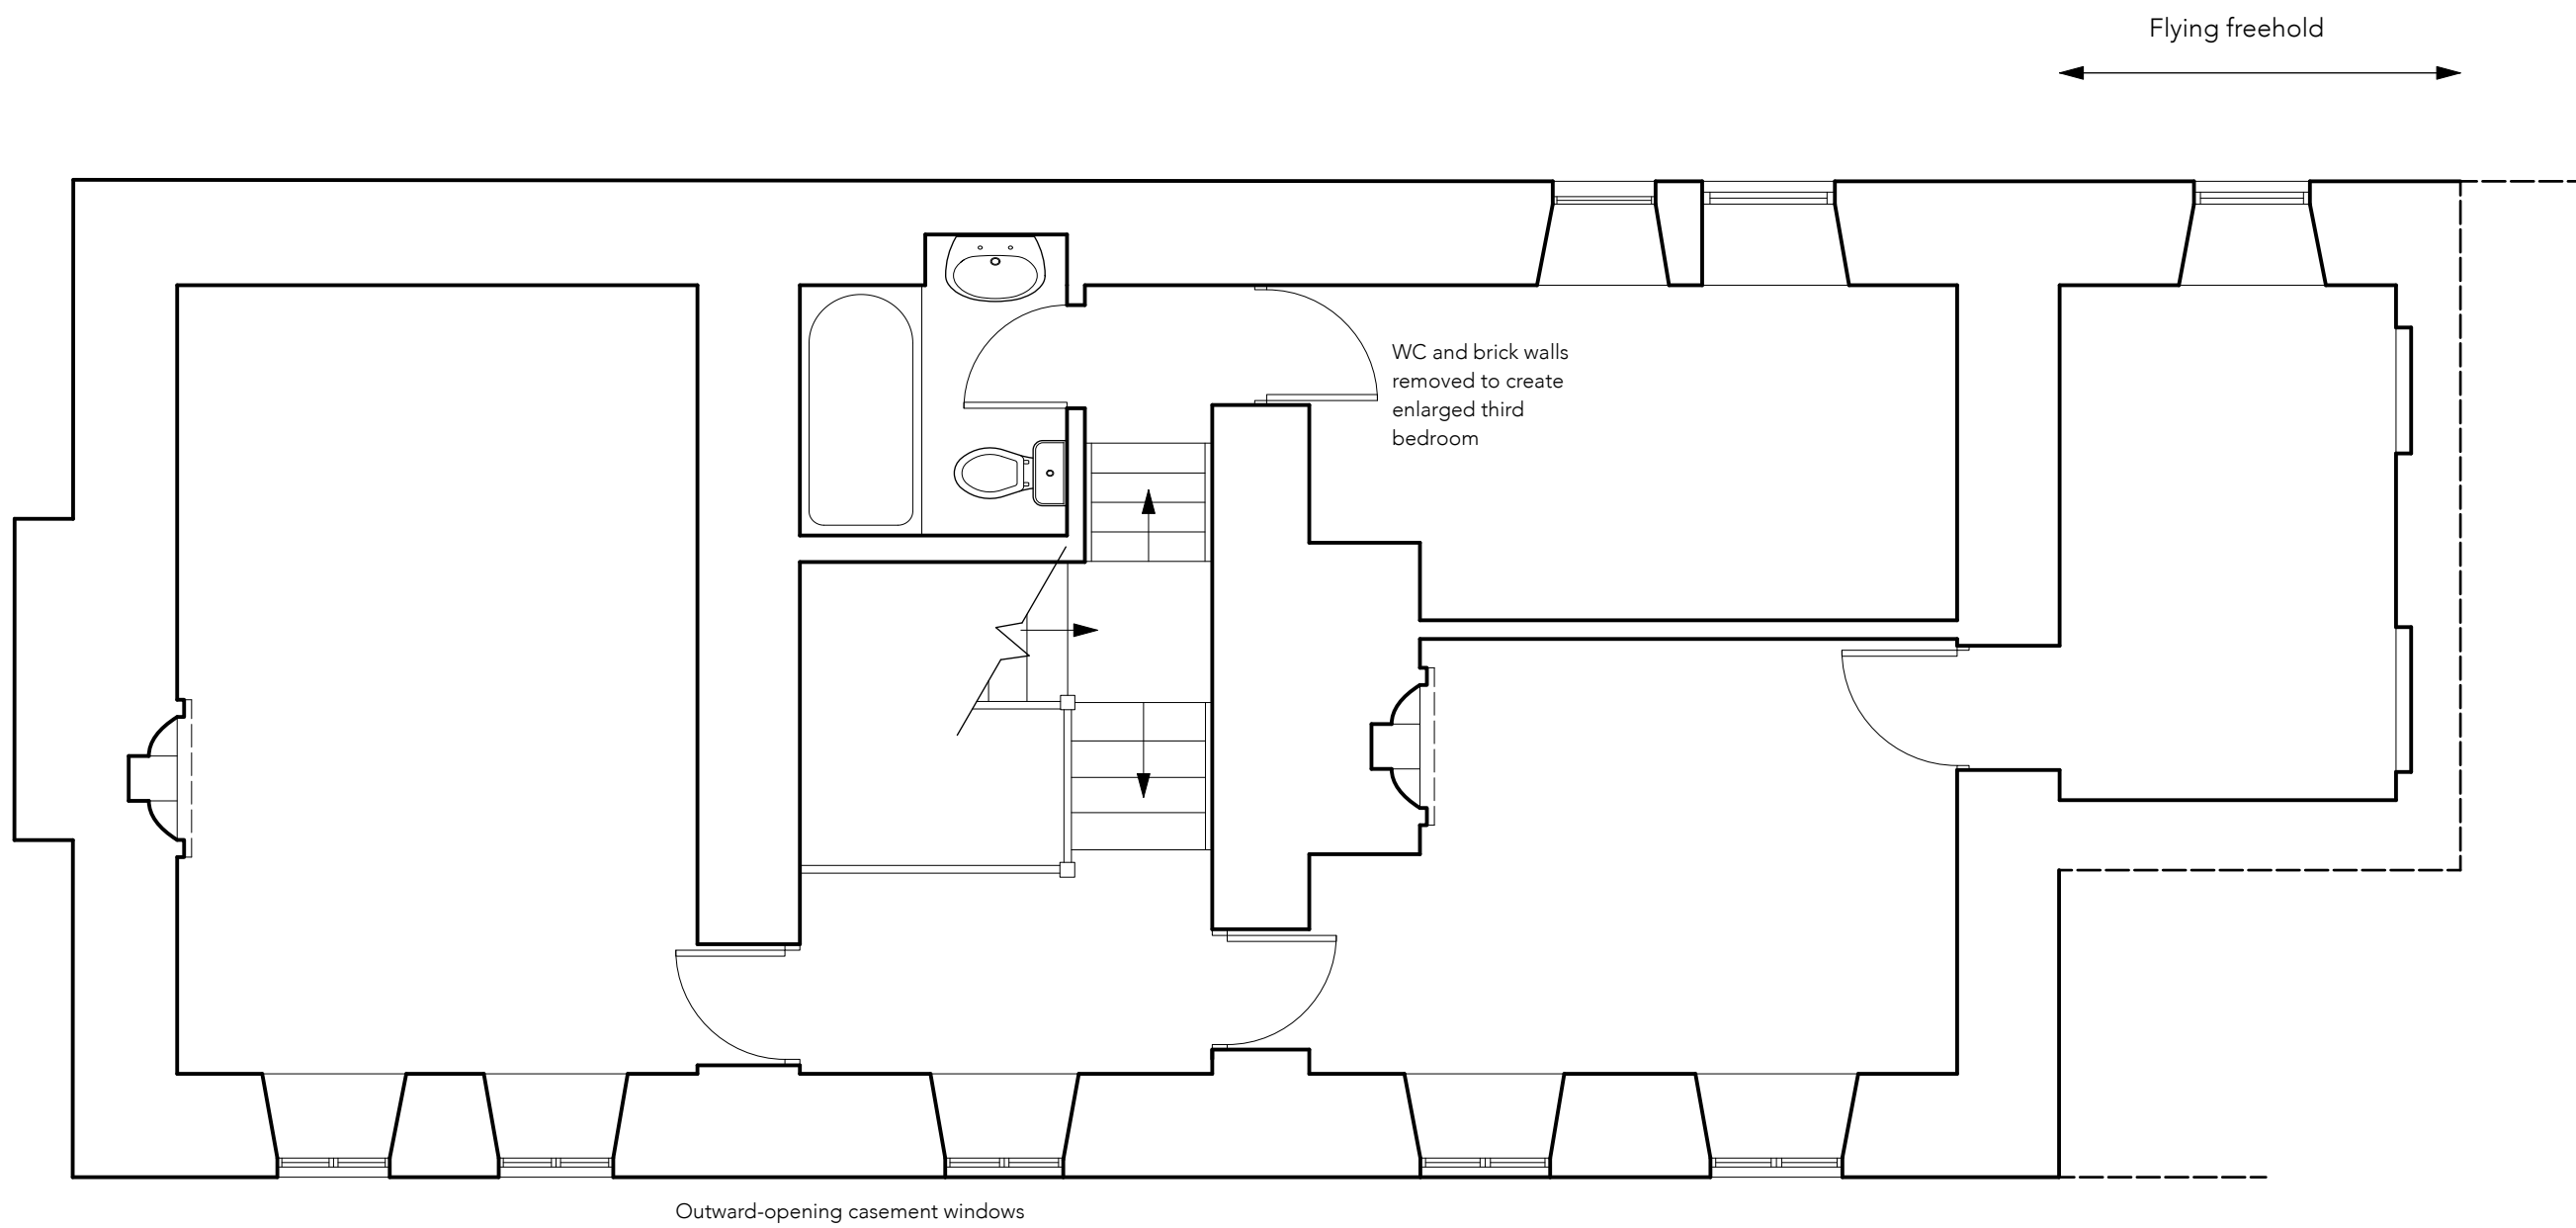 Flying freehold
WC and brick walls
removed to create
enlarged third
bedroom
Outward-opening casement windows